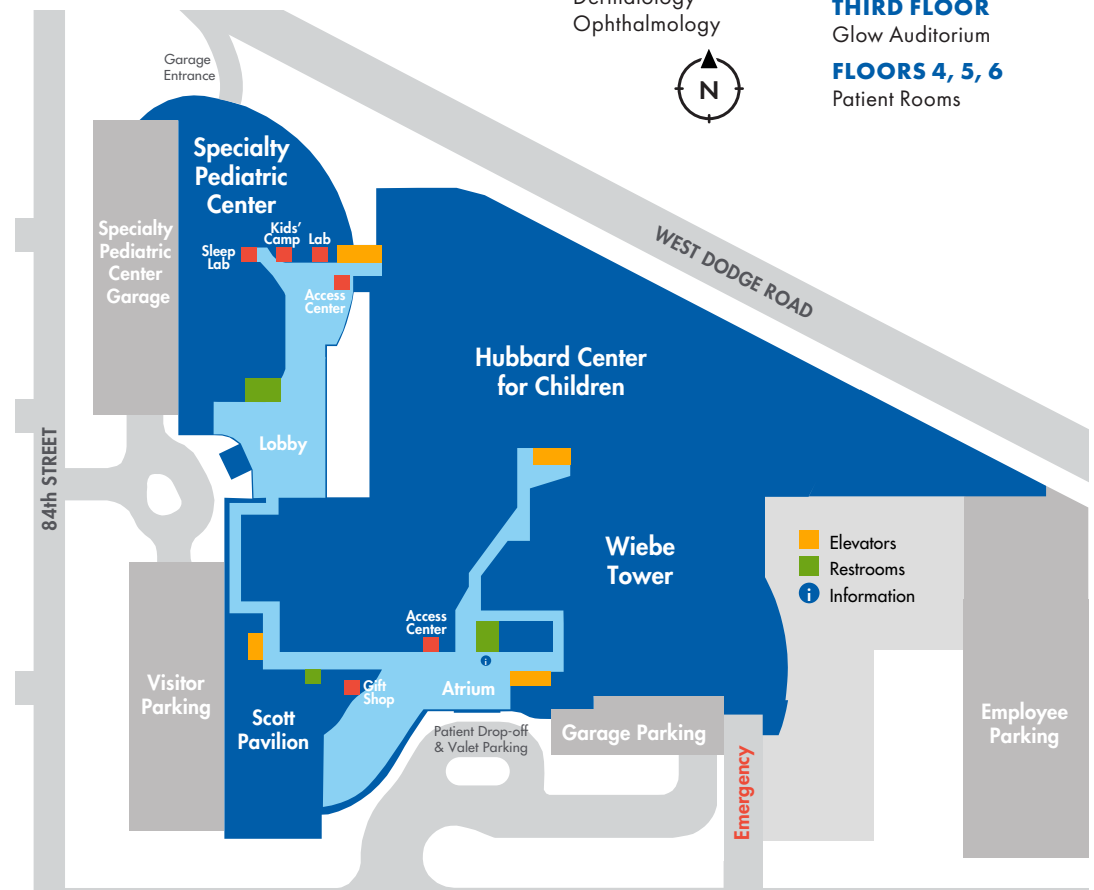 Dermatology
Ophthalmology
THIRD FLOOR
Glow Auditorium
FLOORS 4, 5, 6
Patient Rooms
N
Garage
Entrance
Specialty
Pediatric
Center
Specialty
Pediatric
Center
Garage
Sleep
Lab
Kids’
Camp
Lab
Access
Center
WEST DODGE ROAD
Hubbard Center
for Children
Lobby
84th STREET
Wiebe
Tower
Elevators
Restrooms
i Information
Access
Center
i
Visitor
Parking
Gift
Shop
Atrium
Scott
Pavilion
Patient Drop-off
& Valet Parking
Garage Parking
Emergency
Employee
Parking